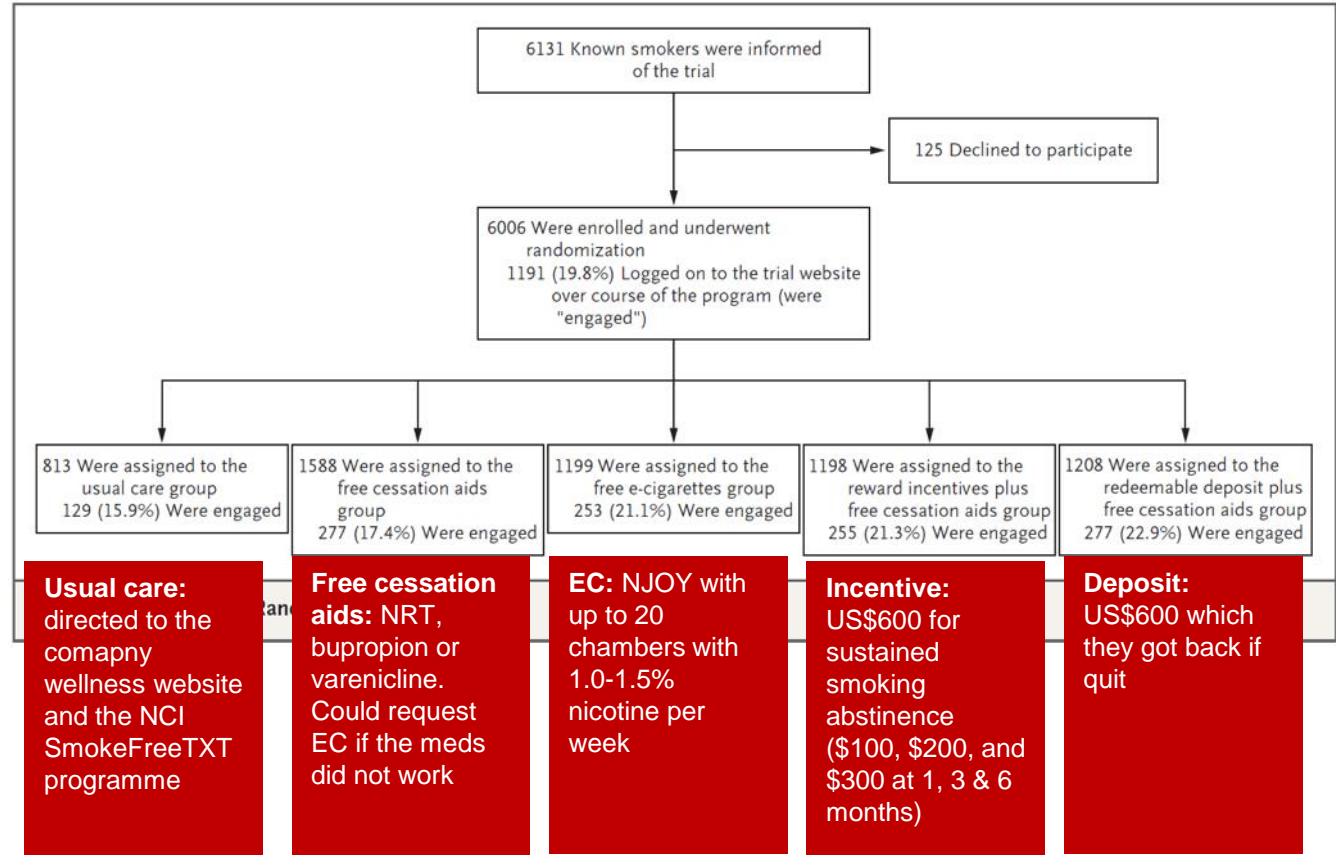 6131 Known smokers were informed
of the trial
125 Declined to participate
6006 Were enrolled and underwent
randomization
1191 (19.8%) Logged on to the trial website
over course of the program (were
"engaged")
813 Were assigned to the
usual care group
129 (15.9%) Were engaged
1588 Were assigned to the
free cessation aids
group
277 (17.4%) Were engaged
1199 Were assigned to the
free e-cigarettes group
253 (21.1%) Were engaged
1198 Were assigned to the
reward incentives plus
free cessation aids group
255 (21.3%) Were engaged
1208 Were assigned to the
redeemable deposit plus
free cessation aids group
277 (22.9%) Were engaged
Usual care:
directed to the
comapny
wellness website
and the NCI
SmokeFreeTXT
programme
Free cessation
aids: NRT,
bupropion or
varenicline.
Could request
EC if the meds
did not work
EC: NJOY with
up to 20
chambers with
1.0-1.5%
nicotine per
week
Incentive:
US$600 for
sustained
smoking
abstinence
($100, $200, and
$300 at 1, 3 & 6
months)
Deposit:
US$600 which
they got back if
quit